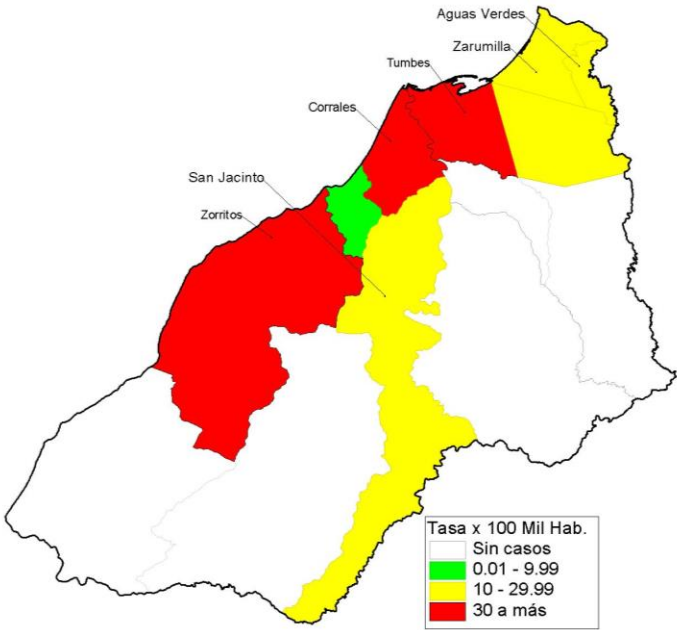 Aguas Verdes
Zarumilla
Tumbes
Corrales
San Jacinto
Zorritos
Tasa x 100 Mil Hab.
Sin casos
0.01 - 9.99
10 - 29.99
30 a más